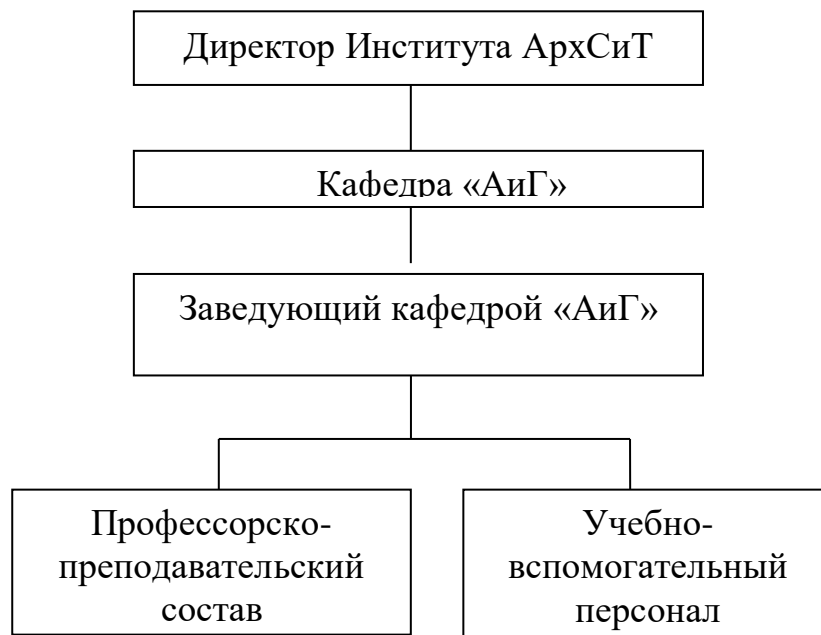 Директор Института АрхСиТ
Кафедра «АиГ»
Заведующий кафедрой «АиГ»
Профессорско-
преподавательский
состав
Учебно-
вспомогательный
персонал